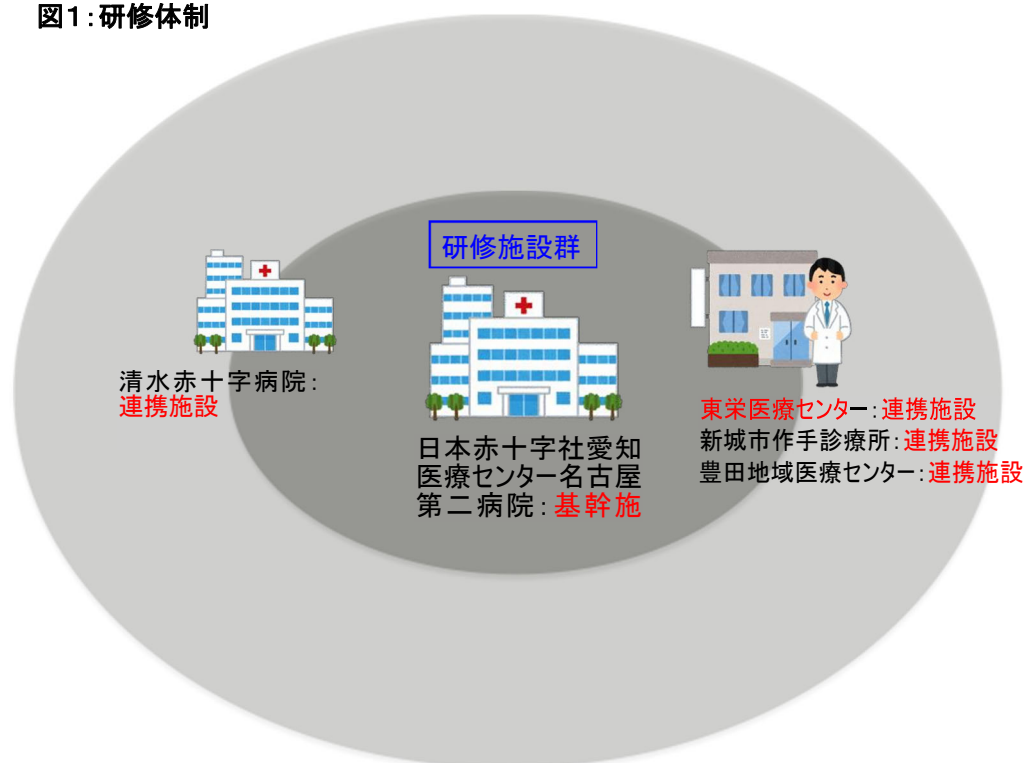 図1:研修体制
研修施設群
清水赤十字病院:
連携施設
日本赤十字社愛知
医療センター名古屋
第二病院:基幹施
東栄医療センター:連携施設
新城市作手診療所:連携施設
豊田地域医療センター:連携施設